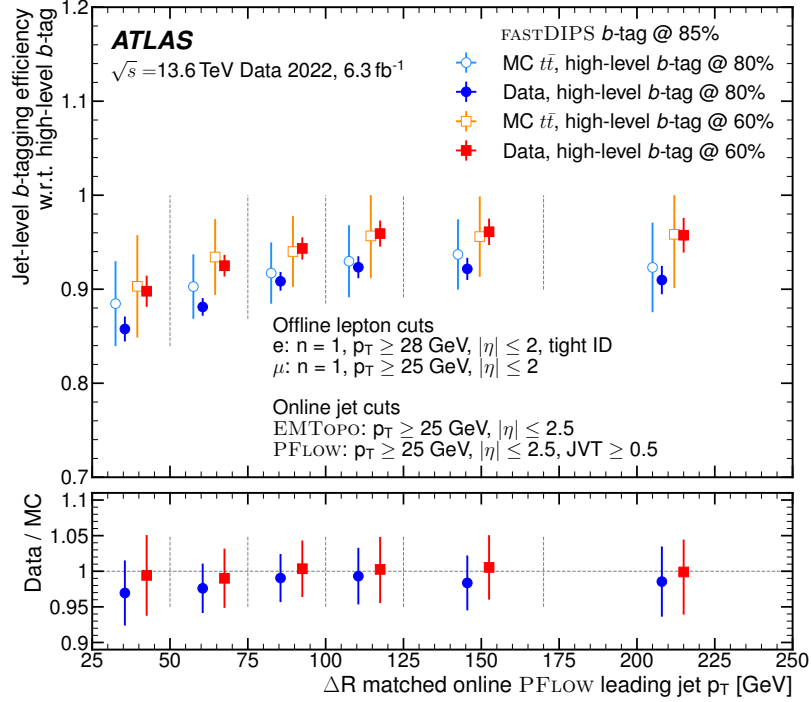 ATLAS
√s =13.6 TeV Data 2022, 6.3 fb⁻¹
FASTDIPS b-tag @ 85%
MC tt̄, high-level b-tag @ 80%
Data, high-level b-tag @ 80%
MC tt̄, high-level b-tag @ 60%
Data, high-level b-tag @ 60%
Jet-level b-tagging efficiency
w.r.t. high-level b-tag
1.2
1.1
1
0.9
0.8
0.7
Offline lepton cuts
e: n = 1, p_T ≥ 28 GeV, |η| ≤ 2, tight ID
μ: n = 1, p_T ≥ 25 GeV, |η| ≤ 2
Online jet cuts
EMTOPO: p_T ≥ 25 GeV, |η| ≤ 2.5
PFLOW: p_T ≥ 25 GeV, |η| ≤ 2.5, JVT ≥ 0.5
Data / MC
1.1
1.05
1
0.95
0.9
25 50 75 100 125 150 175 200 225 250
ΔR matched online PFLOW leading jet p_T [GeV]